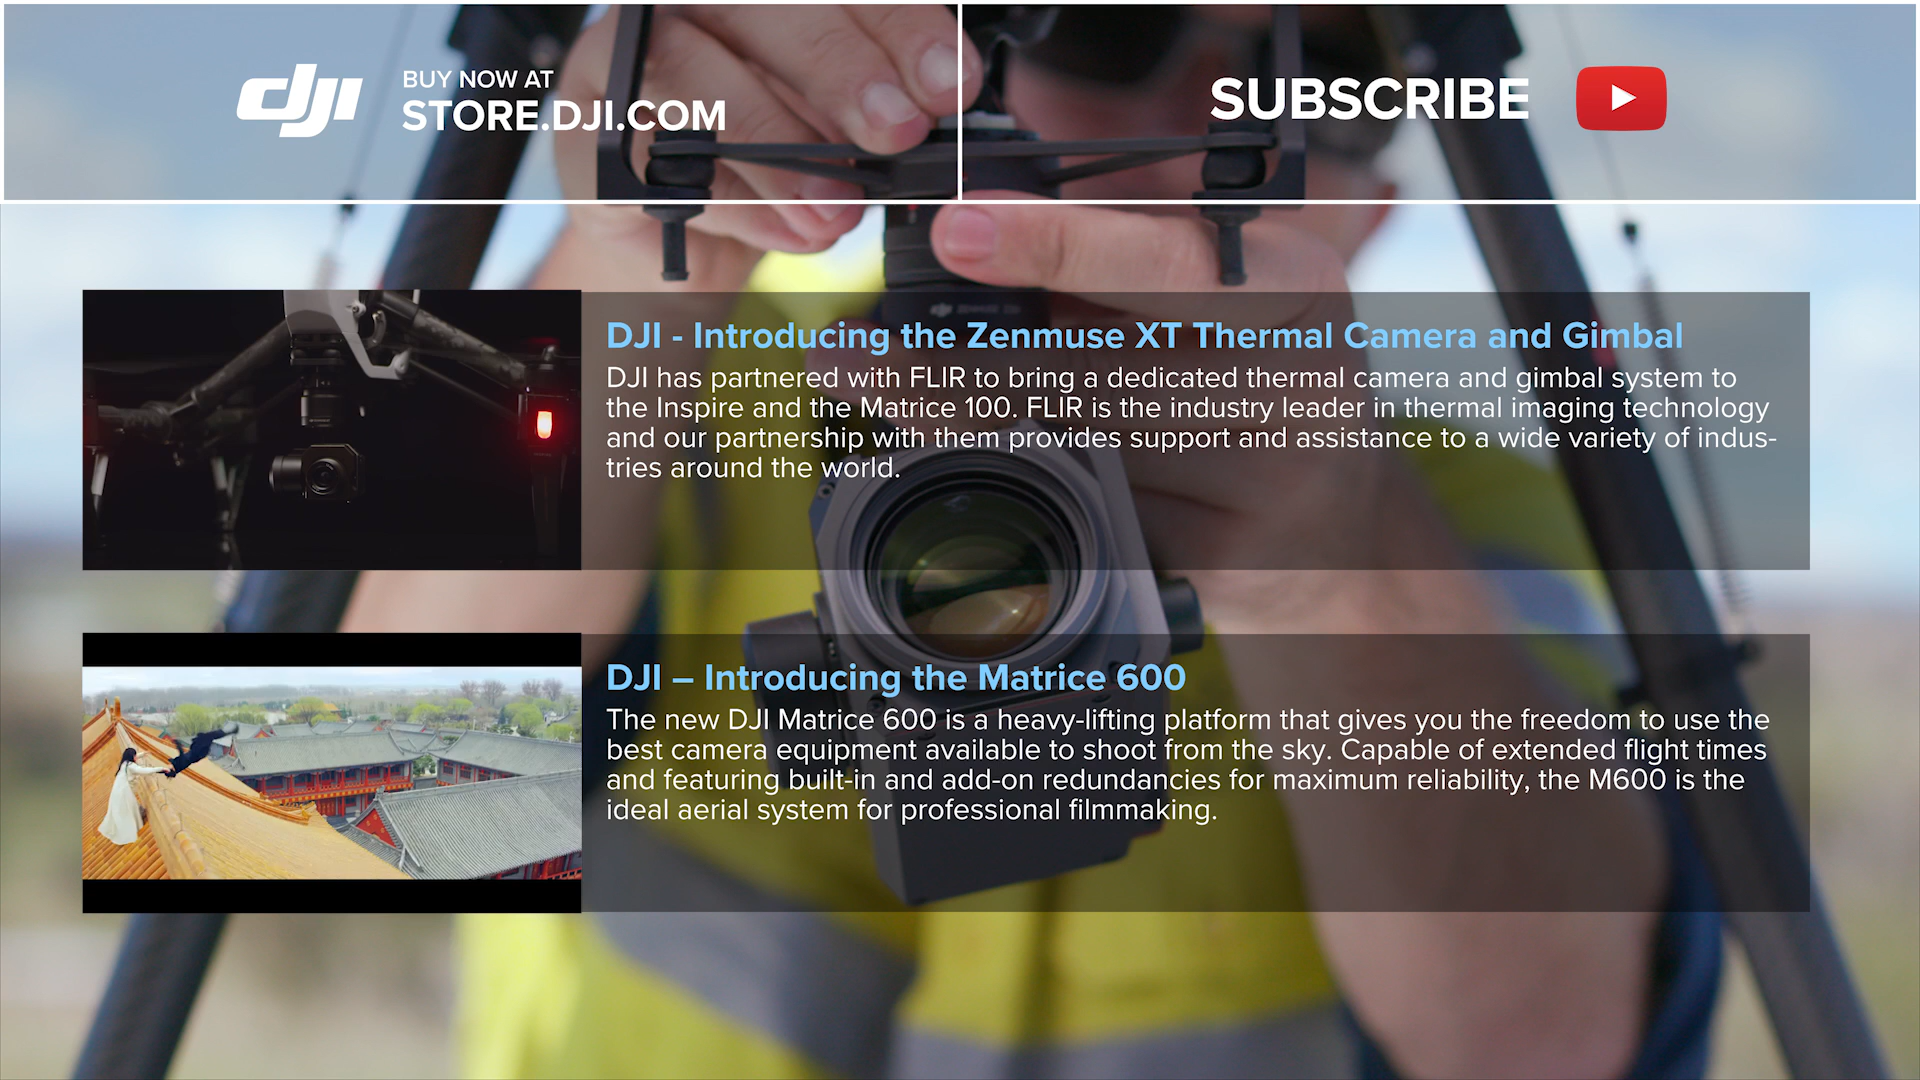 dji
BUY NOW AT
STORE.DJI.COM
SUBSCRIBE
DJI - Introducing the Zenmuse XT Thermal Camera and Gimbal
DJI has partnered with FLIR to bring a dedicated thermal camera and gimbal system to
the Inspire and the Matrice 100. FLIR is the industry leader in thermal imaging technology
and our partnership with them provides support and assistance to a wide variety of indus-
tries around the world.
DJI – Introducing the Matrice 600
The new DJI Matrice 600 is a heavy-lifting platform that gives you the freedom to use the
best camera equipment available to shoot from the sky. Capable of extended flight times
and featuring built-in and add-on redundancies for maximum reliability, the M600 is the
ideal aerial system for professional filmmaking.